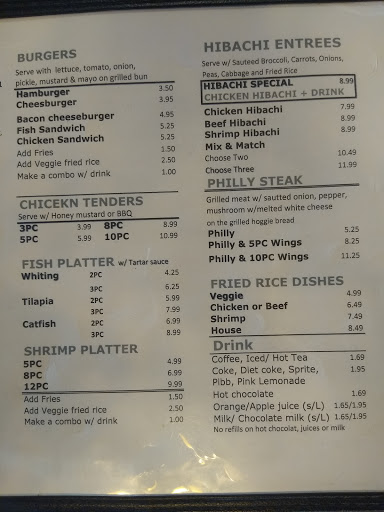 BURGERS
Serve with lettuce, tomato, onion,
pickle, mustard & mayo on grilled bun
Hamburger 3.50
Cheesburger 3.95
Bacon cheeseburger 4.95
Fish Sandwich 5.25
Chicken Sandwich 5.25
Add Fries 1.50
Add Veggie fried rice 2.50
Make a combo w/ drink 1.00
CHICEKN TENDERS
Serve w/ Honey mustard or BBQ
3PC 3.99 8PC 8.99
5PC 5.99 10PC 10.99
FISH PLATTER w/ Tartar sauce
Whiting 2PC 4.25
3PC 6.25
Tilapia 2PC 5.99
3PC 7.99
Catfish 2PC 6.99
3PC 8.99
SHRIMP PLATTER
5PC 4.99
8PC 6.99
12PC 9.99
Add Fries 1.50
Add Veggie fried rice 2.50
Make a combo w/ drink 1.00
HIBACHI ENTREES
Serve w/ Sauteed Broccoli, Carrots, Onions,
Peas, Cabbage and Fried Rice
HIBACHI SPECIAL 8.99
CHICKEN HIBACHI + DRINK
Chicken Hibachi 7.99
Beef Hibachi 8.99
Shrimp Hibachi 8.99
Mix & Match
Choose Two 10.49
Choose Three 11.99
PHILLY STEAK
Grilled meat w/ sautted onion, pepper,
mushroom w/melted white cheese
on the grilled hoggie bread
Philly 5.25
Philly & 5PC Wings 8.25
Philly & 10PC Wings 11.25
FRIED RICE DISHES
Veggie 4.99
Chicken or Beef 6.49
Shrimp 7.49
House 8.49
Drink
Coffee, Iced/ Hot Tea 1.69
Coke, Diet coke, Sprite, 1.95
Pibb, Pink Lemonade
Hot chocolate 1.69
Orange/Apple juice (s/L) 1.65/1.95
Milk/ Chocolate milk (s/L) 1.65/1.95
No refills on hot chocolat, juices or milk